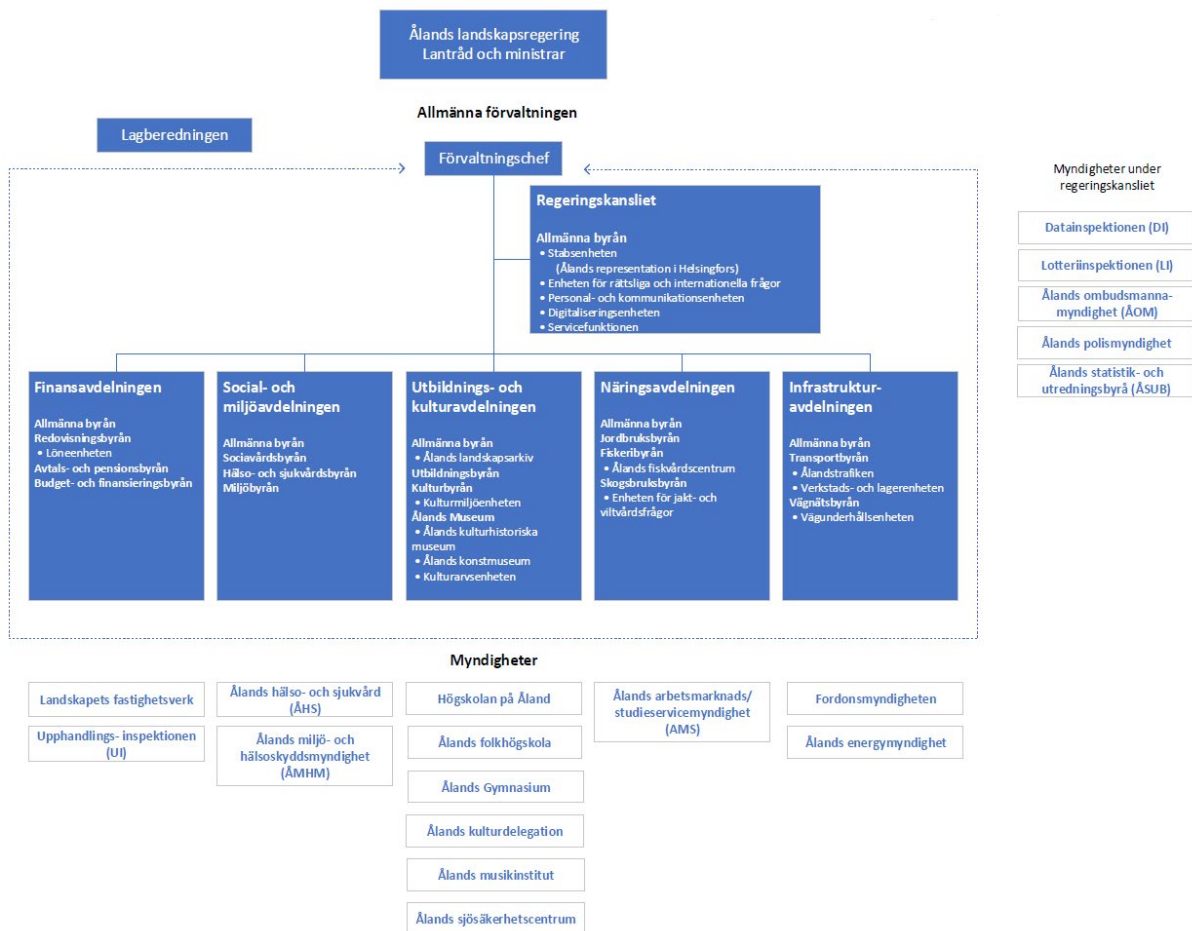 Ålands landskapsregering
Lantråd och ministrar
Allmänna förvaltningen
Lagberedningen
Förvaltningschef
Regeringskansliet
Allmänna byrån
• Stabsenheten
(Ålands representation i Helsingfors)
• Enheten för rättsliga och internationella frågor
• Personal- och kommunikationsenheten
• Digitaliseringsenheten
• Servicefunktionen
Myndigheter under
regeringskansliet
Datainspektionen (DI)
Lotteriinspektionen (LI)
Ålands ombudsmanna-
myndighet (ÅOM)
Ålands polismyndighet
Ålands statistik- och
utredningsbyrå (ÅSUB)
Finansavdelningen
Allmänna byrån
Redovisningsbyrån
• Löneenheten
Avtals- och pensionsbyrån
Budget- och finansieringsbyrån
Social- och
miljöavdelningen
Allmänna byrån
Sociavårdsbyrån
Hälso- och sjukvårdsbyrån
Miljöbyrån
Utbildnings- och
kulturavdelningen
Allmänna byrån
• Ålands landskapsarkiv
Utbildningsbyrån
Kulturbyrån
• Kulturmiljöenheten
Ålands Museum
• Ålands kulturhistoriska
museum
• Ålands konstmuseum
• Kulturarvsenheten
Näringsavdelningen
Allmänna byrån
Jordbruksbyrån
Fiskeribyrån
• Ålands fiskvårdscentrum
Skogsbruksbyrån
• Enheten för jakt- och
viltvårdsfrågor
Infrastruktur-
avdelningen
Allmänna byrån
Transportbyrån
• Ålandstrafiken
• Verkstads- och lagerenheten
Vägnätsbyrån
• Vägunderhållsenheten
Myndigheter
Landskapets fastighetsverk
Upphandlings- inspektionen
(UI)
Ålands hälso- och sjukvård
(ÅHS)
Ålands miljö- och
hälsoskyddsmyndighet
(ÅMHM)
Högskolan på Åland
Ålands folkhögskola
Ålands Gymnasium
Ålands kulturdelegation
Ålands musikinstitut
Ålands sjösäkerhetscentrum
Ålands arbetsmarknads/
studieservicemyndighet
(AMS)
Fordonsmyndigheten
Ålands energymyndighet